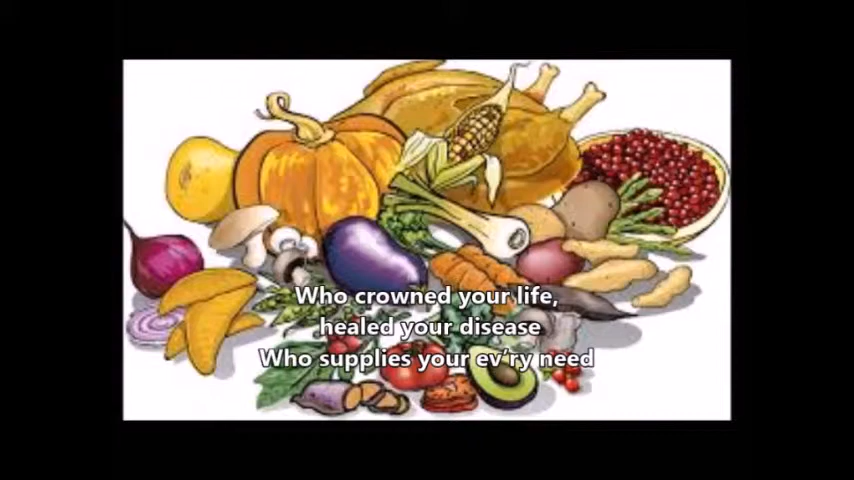 Who crowned your life,
healed your disease
Who supplies your ev'ry need